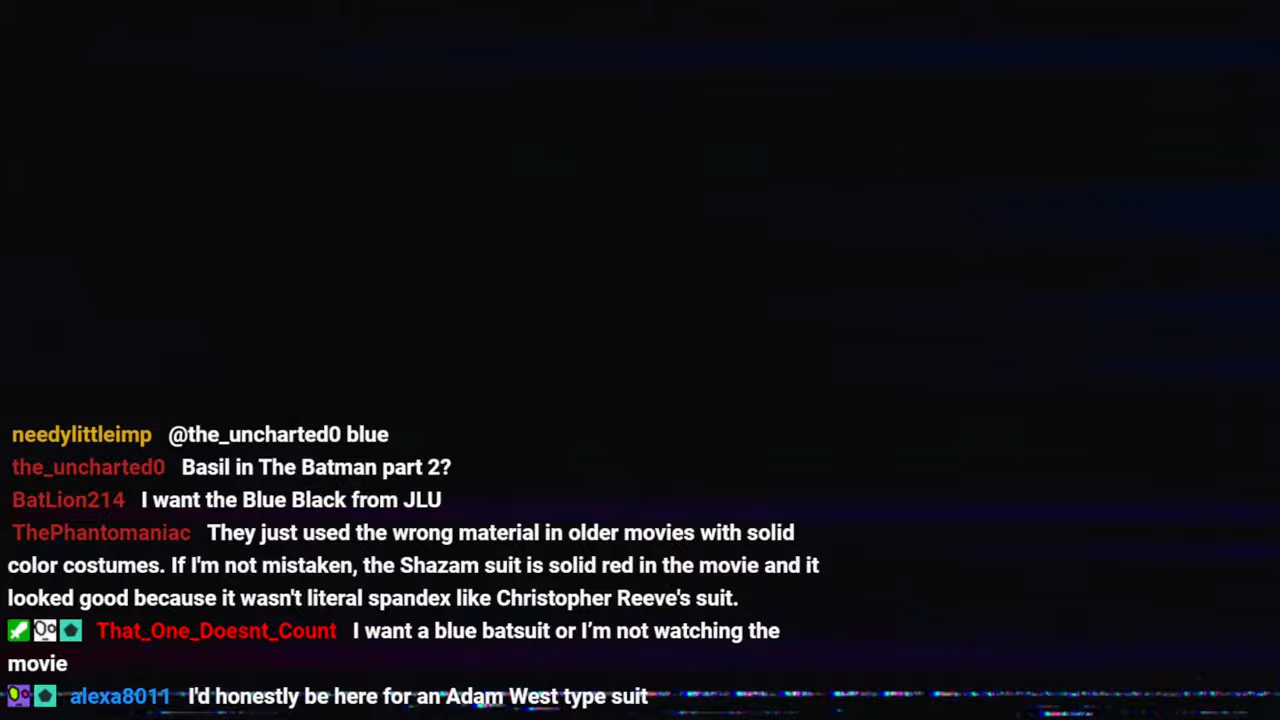 needylittleimp @the_uncharted0 blue
the_uncharted0 Basil in The Batman part 2?
BatLion214 I want the Blue Black from JLU
ThePhantomaniac They just used the wrong material in older movies with solid
color costumes. If I'm not mistaken, the Shazam suit is solid red in the movie and it
looked good because it wasn't literal spandex like Christopher Reeve's suit.
That_One_Doesnt_Count I want a blue batsuit or I’m not watching the
movie
alexa8011 I'd honestly be here for an Adam West type suit